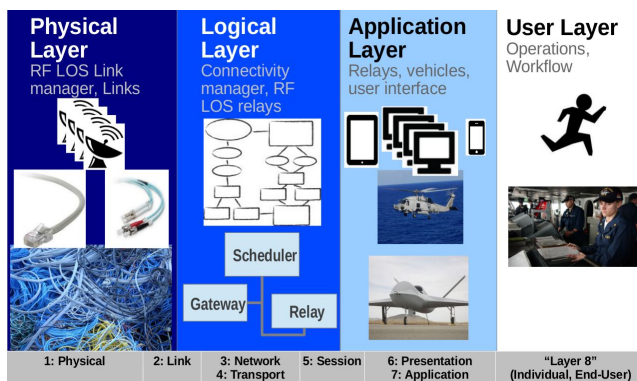 Physical
Layer
RF LOS Link
manager, Links
Logical
Layer
Connectivity
manager, RF
LOS relays
Scheduler
Gateway
Relay
Application
Layer
Relays, vehicles,
user interface
User Layer
Operations,
Workflow
1: Physical
2: Link
3: Network
4: Transport
5: Session
6: Presentation
7: Application
“Layer 8”
(Individual, End-User)